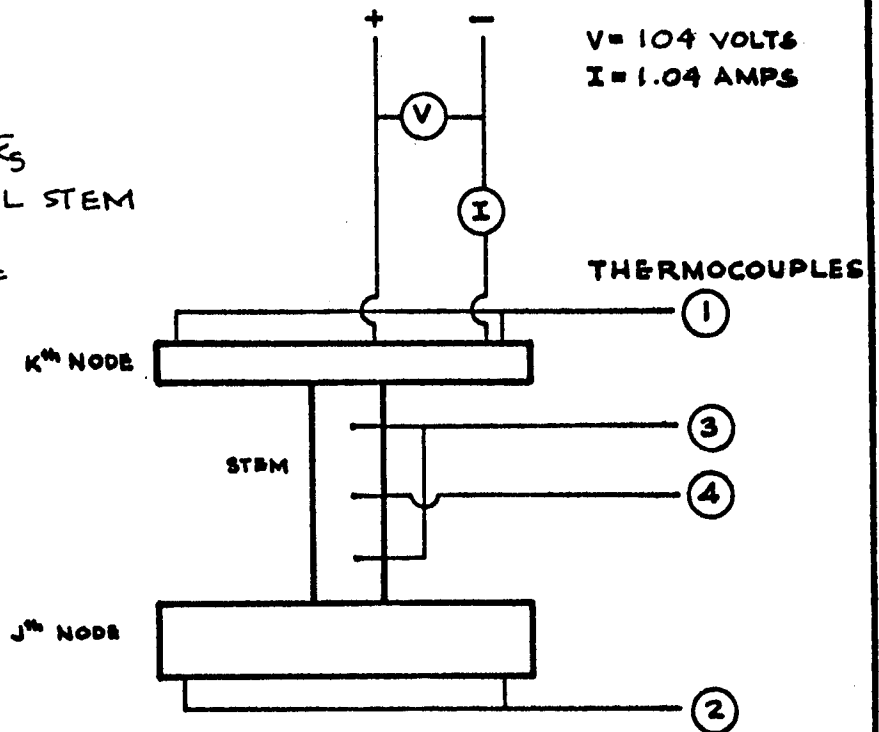 + −
V = 104 VOLTS
I = 1.04 AMPS
V
L STEM
I
THERMOCOUPLES
1
Kth NODE
3
STEM
4
Jth NODE
2